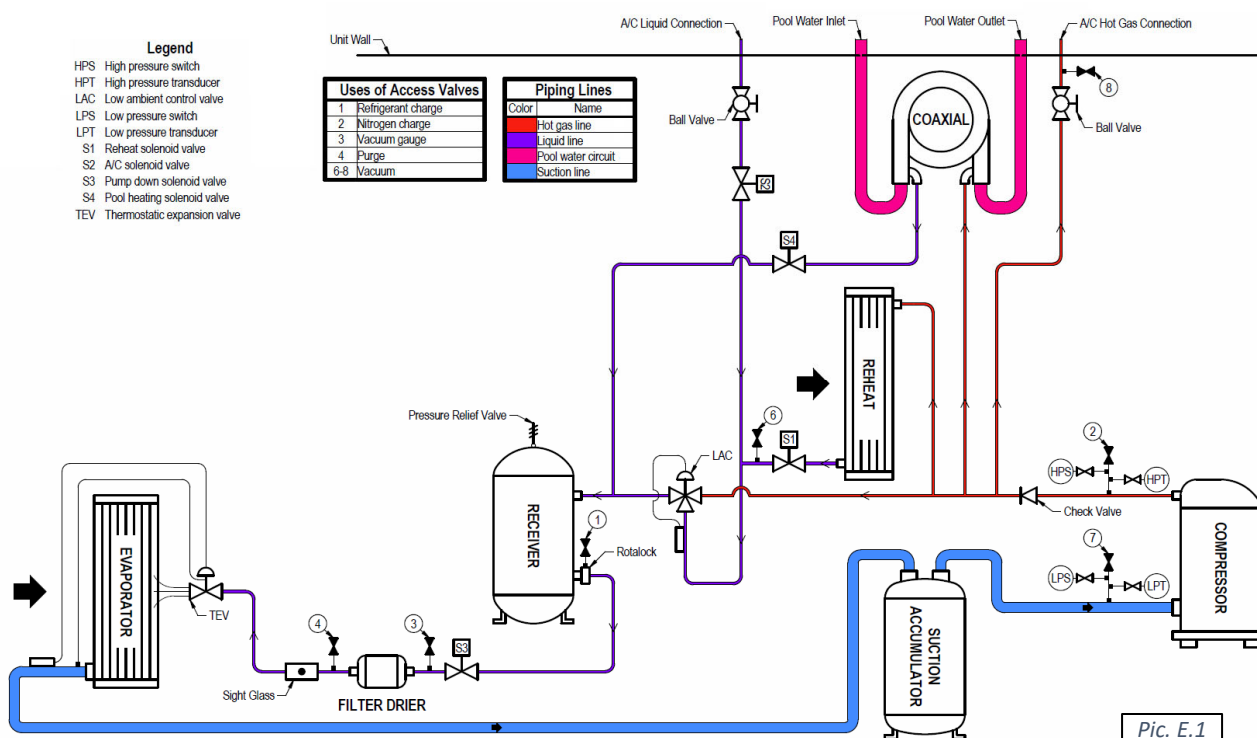 A/C Liquid Connection
Pool Water Inlet
Pool Water Outlet
A/C Hot Gas Connection
Unit Wall
Legend
HPS High pressure switch
HPT High pressure transducer
LAC Low ambient control valve
LPS Low pressure switch
LPT Low pressure transducer
S1 Reheat solenoid valve
S2 A/C solenoid valve
S3 Pump down solenoid valve
S4 Pool heating solenoid valve
TEV Thermostatic expansion valve
Uses of Access Valves
1 Refrigerant charge
2 Nitrogen charge
3 Vacuum gauge
4 Purge
6-8 Vacuum
Piping Lines
Color Name
Hot gas line
Liquid line
Pool water circuit
Suction line
Ball Valve
COAXIAL
8
Ball Valve
S2
S4
REHEAT
Pressure Relief Valve
6
S1
2
LAC
HPS
HPT
RECEIVER
1
Rotalock
Check Valve
COMPRESSOR
7
LPS
LPT
EVAPORATOR
TEV
4
3
S3
SUCTION
ACCUMULATOR
Sight Glass
FILTER DRIER
Pic. E.1